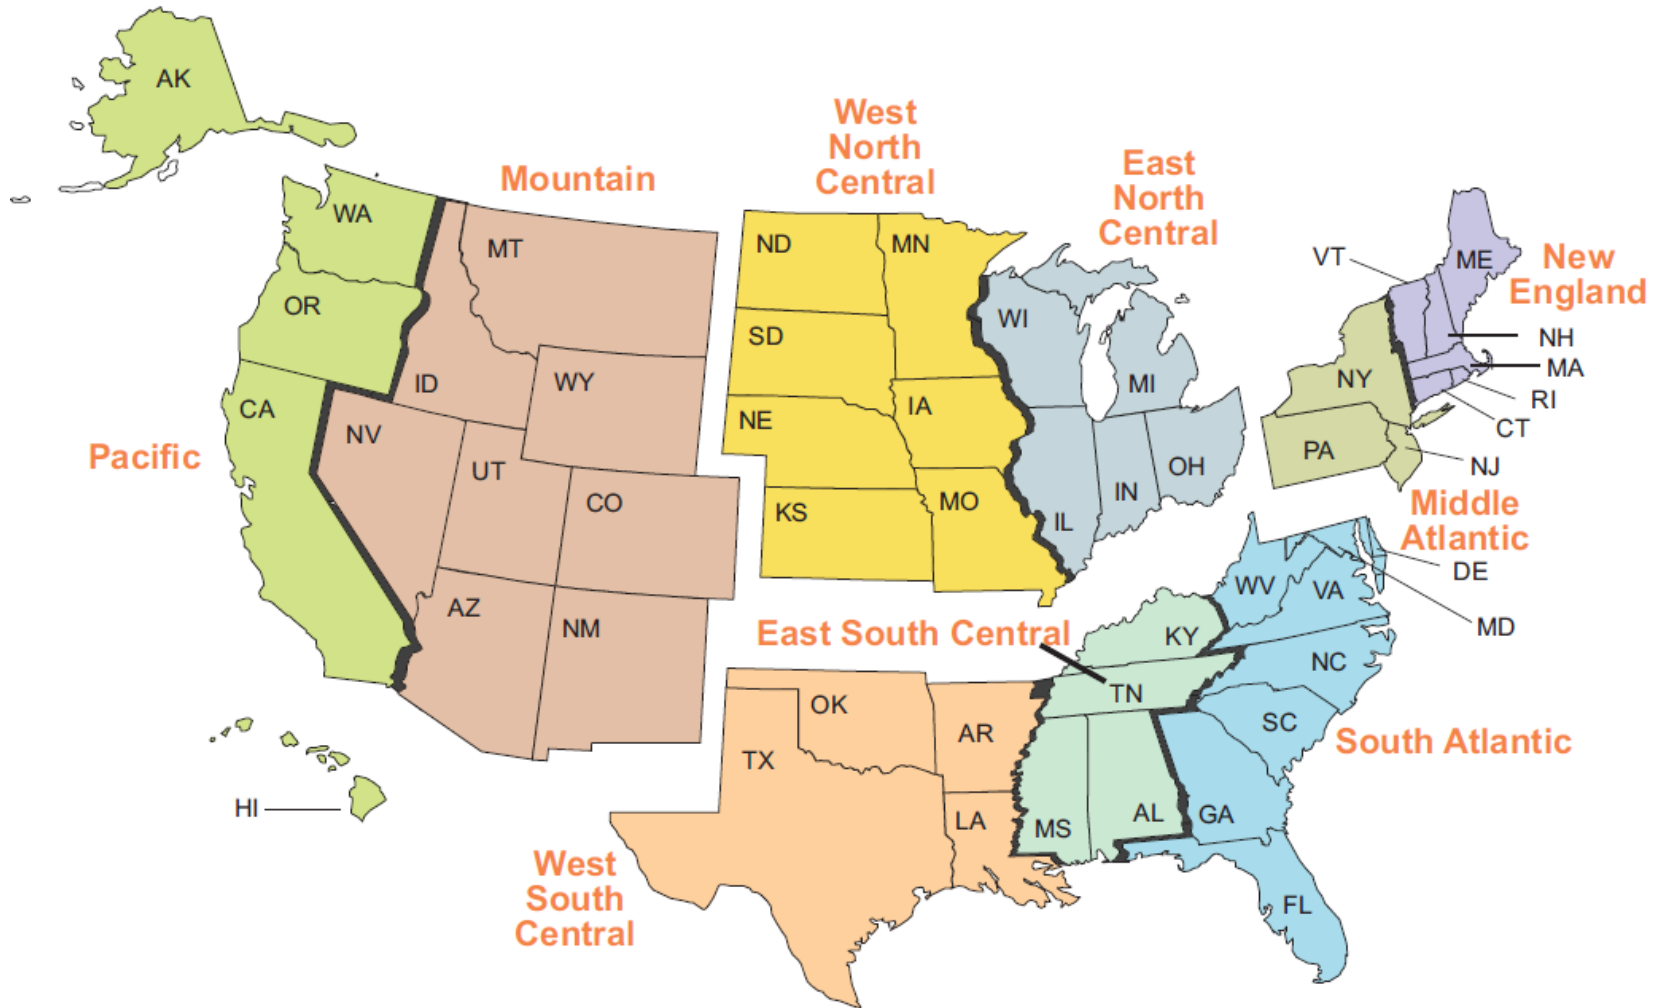 AK
West
North
Central
East
North
Central
Mountain
WA
MT
ND
MN
VT
ME
New
England
OR
WI
SD
NH
MA
ID
WY
MI
NY
RI
CA
IA
NE
CT
NV
Pacific
UT
OH
PA
NJ
CO
KS
MO
IN
IL
Middle
Atlantic
DE
WV
VA
AZ
NM
East South Central
KY
MD
NC
TN
OK
SC
AR
South Atlantic
TX
HI
LA
MS
AL
GA
West
South
Central
FL